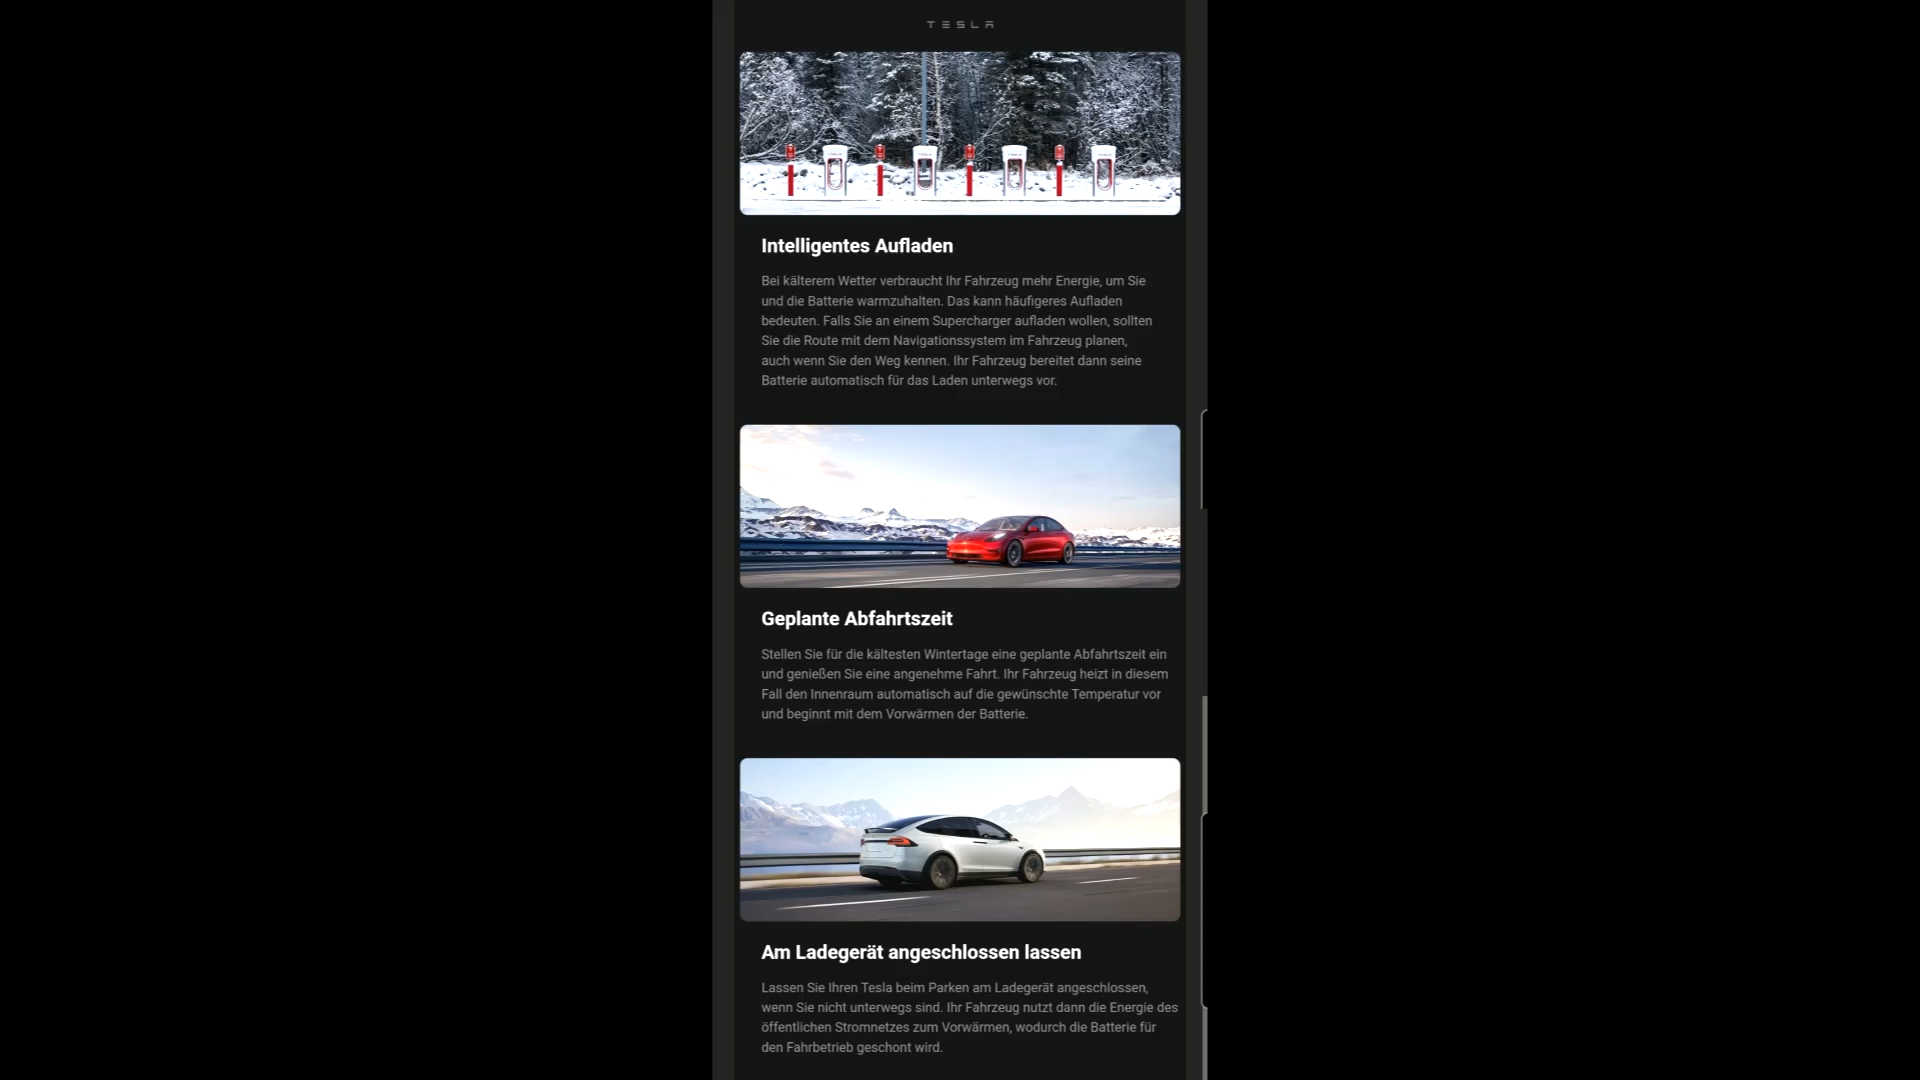 TESLA
Intelligentes Aufladen
Bei kälterem Wetter verbraucht Ihr Fahrzeug mehr Energie, um Sie
und die Batterie warmzuhalten. Das kann häufigeres Aufladen
bedeuten. Falls Sie an einem Supercharger aufladen wollen, sollten
Sie die Route mit dem Navigationssystem im Fahrzeug planen,
auch wenn Sie den Weg kennen. Ihr Fahrzeug bereitet dann seine
Batterie automatisch für das Laden unterwegs vor.
Geplante Abfahrtszeit
Stellen Sie für die kältesten Wintertage eine geplante Abfahrtszeit ein
und genießen Sie eine angenehme Fahrt. Ihr Fahrzeug heizt in diesem
Fall den Innenraum automatisch auf die gewünschte Temperatur vor
und beginnt mit dem Vorwärmen der Batterie.
Am Ladegerät angeschlossen lassen
Lassen Sie Ihren Tesla beim Parken am Ladegerät angeschlossen,
wenn Sie nicht unterwegs sind. Ihr Fahrzeug nutzt dann die Energie des
öffentlichen Stromnetzes zum Vorwärmen, wodurch die Batterie für
den Fahrbetrieb geschont wird.